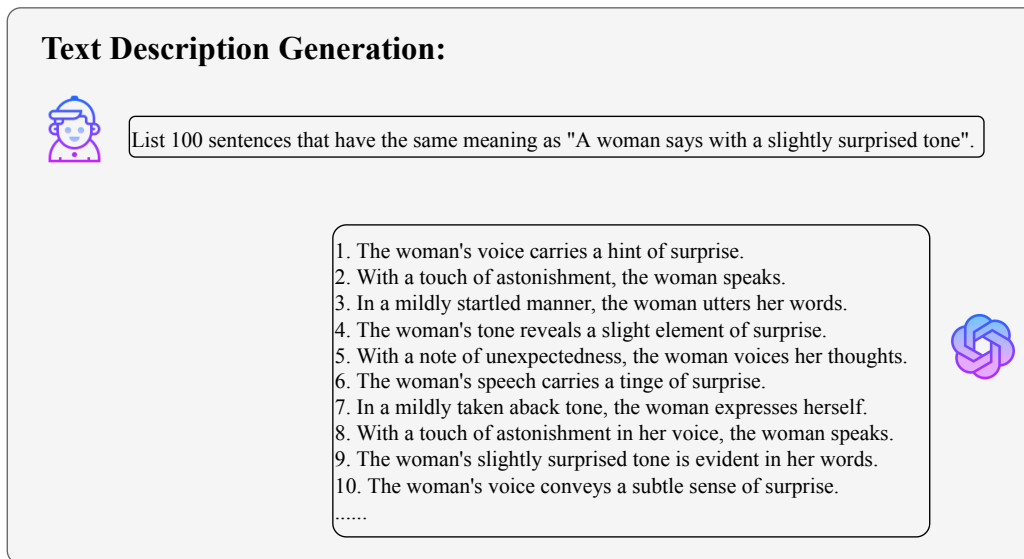 Text Description Generation:
List 100 sentences that have the same meaning as "A woman says with a slightly surprised tone".
1. The woman's voice carries a hint of surprise.
2. With a touch of astonishment, the woman speaks.
3. In a mildly startled manner, the woman utters her words.
4. The woman's tone reveals a slight element of surprise.
5. With a note of unexpectedness, the woman voices her thoughts.
6. The woman's speech carries a tinge of surprise.
7. In a mildly taken aback tone, the woman expresses herself.
8. With a touch of astonishment in her voice, the woman speaks.
9. The woman's slightly surprised tone is evident in her words.
10. The woman's voice conveys a subtle sense of surprise.
......